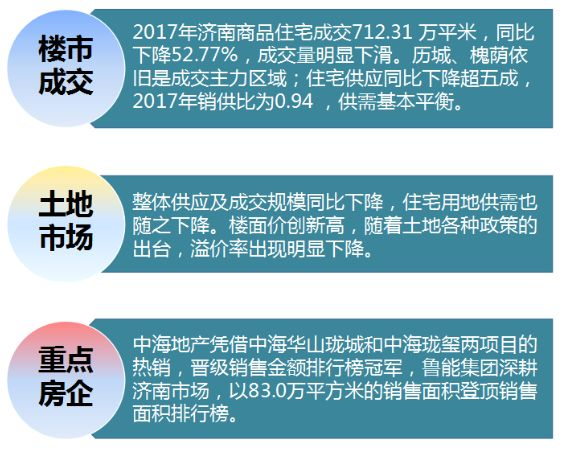 楼市
成交
2017年济南商品住宅成交712.31 万平米，同比
下降52.77%，成交量明显下滑。历城、槐荫依
旧是成交主力区域；住宅供应同比下降超五成，
2017年销供比为0.94 ，供需基本平衡。
土地
市场
整体供应及成交规模同比下降，住宅用地供需也
随之下降。楼面价创新高，随着土地各种政策的
出台，溢价率出现明显下降。
重点
房企
中海地产凭借中海华山珑城和中海珑玺两项目的
热销，晋级销售金额排行榜冠军，鲁能集团深耕
济南市场，以83.0万平方米的销售面积登顶销售
面积排行榜。